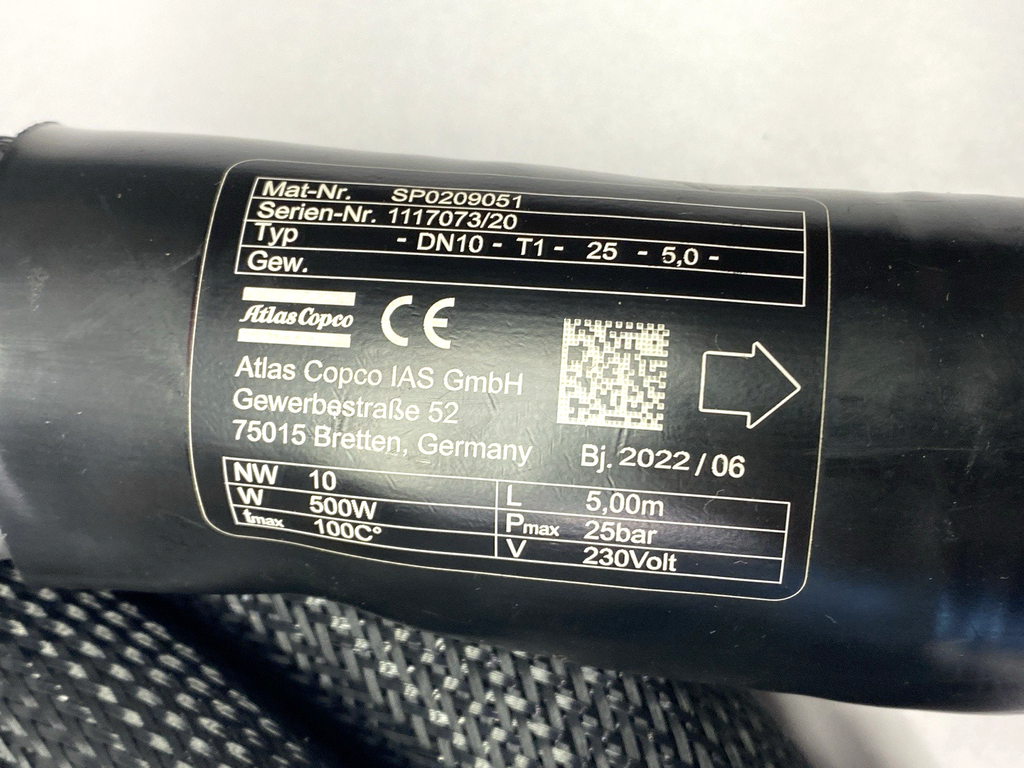 Mat-Nr. SP0209051
Serien-Nr. 1117073/20
Typ - DN10 - T1 - 25 - 5,0 -
Gew.
Atlas Copco CE
Atlas Copco IAS GmbH
Gewerbestraße 52
75015 Bretten, Germany
Bj. 2022/06
NW 10 L 5,00m
W 500W Pmax 25bar
tmax 100C° V 230Volt